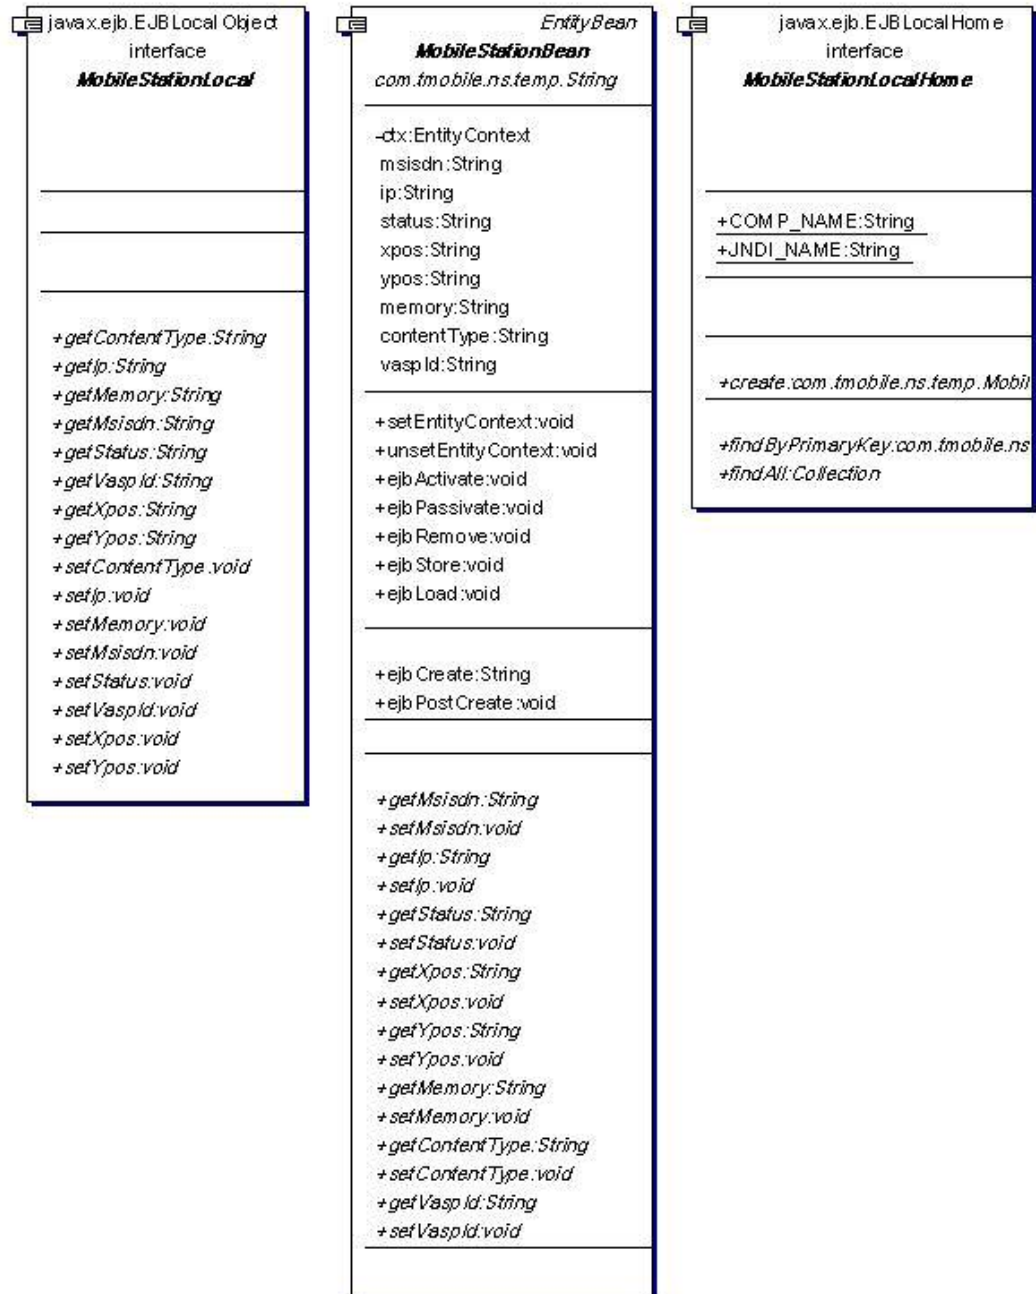 javax.ejb.EJBLocalObject
interface
MobileStationLocal
+getContentType:String
+getIp:String
+getMemory:String
+getMsisdn:String
+getStatus:String
+getVaspId:String
+getXpos:String
+getYpos:String
+setContentType:void
+setIp:void
+setMemory:void
+setMsisdn:void
+setStatus:void
+setVaspId:void
+setXpos:void
+setYpos:void
EntityBean
MobileStationBean
com.tmobile.ns.temp.String
-ctx:EntityContext
msisdn:String
ip:String
status:String
xpos:String
ypos:String
memory:String
contentType:String
vaspId:String
+setEntityContext:void
+unsetEntityContext:void
+ejbActivate:void
+ejbPassivate:void
+ejbRemove:void
+ejbStore:void
+ejbLoad:void
+ejbCreate:String
+ejbPostCreate:void
+getMsisdn:String
+setMsisdn:void
+getIp:String
+setIp:void
+getStatus:String
+setStatus:void
+getXpos:String
+setXpos:void
+getYpos:String
+setYpos:void
+getMemory:String
+setMemory:void
+getContentType:String
+setContentType:void
+getVaspId:String
+setVaspId:void
javax.ejb.EJBLocalHome
interface
MobileStationLocalHome
+COMP_NAME:String
+JNDI_NAME:String
+create:com.tmobile.ns.temp.Mobil
+findByPrimaryKey:com.tmobile.ns
+findAll:Collection